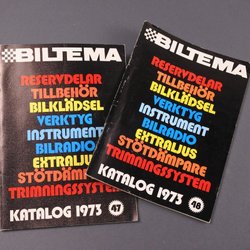 BILTEMA
RESERVDELAR
TILLBEHÖR
BILKLÄDSEL
VERKTYG
INSTRUMENT
BILRADIO
EXTRALJUS
STÖTDÄMPARE
TRIMNINGSSYSTEM
KATALOG 1973 47
BILTEMA
RESERVDELAR
TILLBEHÖR
BILKLÄDSEL
VERKTYG
INSTRUMENT
BILRADIO
EXTRALJUS
STÖTDÄMPARE
TRIMNINGSSYSTEM
KATALOG 1973 48